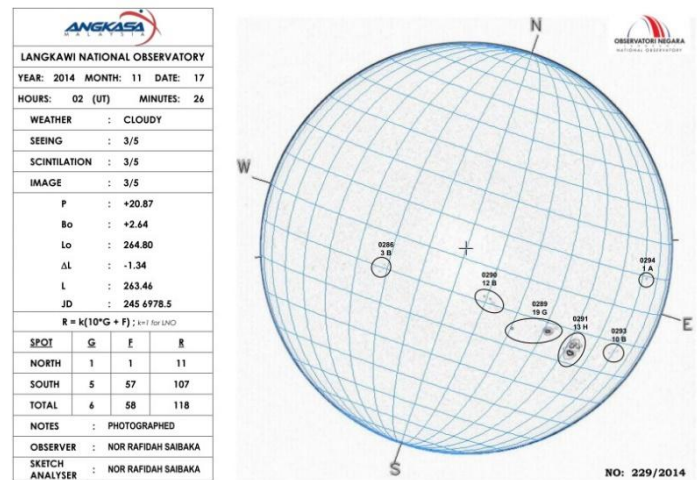 ANGKASA
MALAYSIA
LANGKAWI NATIONAL OBSERVATORY
YEAR: 2014 MONTH: 11 DATE: 17
HOURS: 02 (UT) MINUTES: 26
WEATHER : CLOUDY
SEEING : 3/5
SCINTILATION : 3/5
IMAGE : 3/5
P : +20.87
Bo : +2.64
Lo : 264.80
ΔL : -1.34
L : 263.46
JD : 245 6978.5
R = k(10*G + F) ; k=1 for LNO
SPOT G F R
NORTH 1 1 11
SOUTH 5 57 107
TOTAL 6 58 118
NOTES : PHOTOGRAPHED
OBSERVER : NOR RAFIDAH SAIBAKA
SKETCH
ANALYSER : NOR RAFIDAH SAIBAKA
N
OBSERVATORI NEGARA
NATIONAL OBSERVATORY
W
0286
3 B
0290
12 B
0289
19 G
0291
13 H
0293
10 B
0294
1 A
E
S
NO: 229/2014